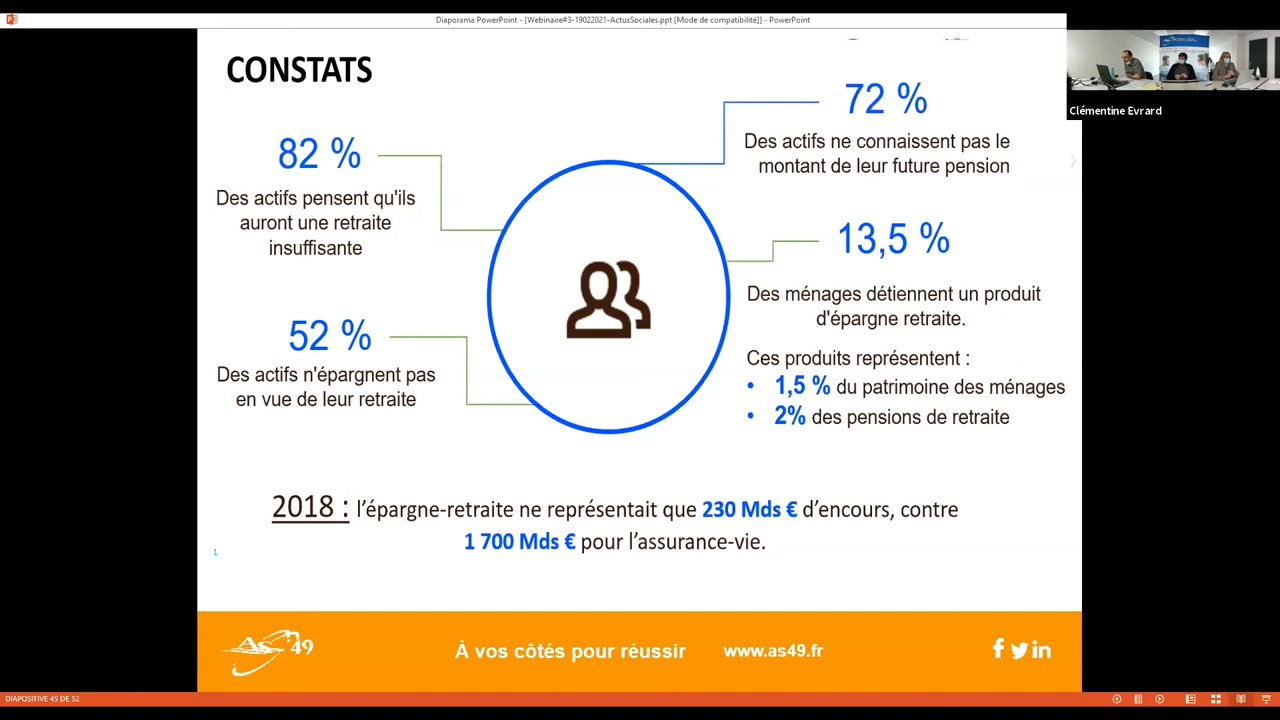 Diaporama PowerPoint - [Webinaire#3-19022021-ActusSociales.ppt [Mode de compatibilité]] - PowerPoint
Clémentine Evrard
CONSTATS
82 %
Des actifs pensent qu'ils
auront une retraite
insuffisante
52 %
Des actifs n'épargnent pas
en vue de leur retraite
72 %
Des actifs ne connaissent pas le
montant de leur future pension
13,5 %
Des ménages détiennent un produit
d'épargne retraite.
Ces produits représentent :
• 1,5 % du patrimoine des ménages
• 2% des pensions de retraite
2018 : l'épargne-retraite ne représentait que 230 Mds € d'encours, contre
1 700 Mds € pour l'assurance-vie.
As 49
À vos côtés pour réussir
www.as49.fr
DIAPOSITIVE 45 DE 52